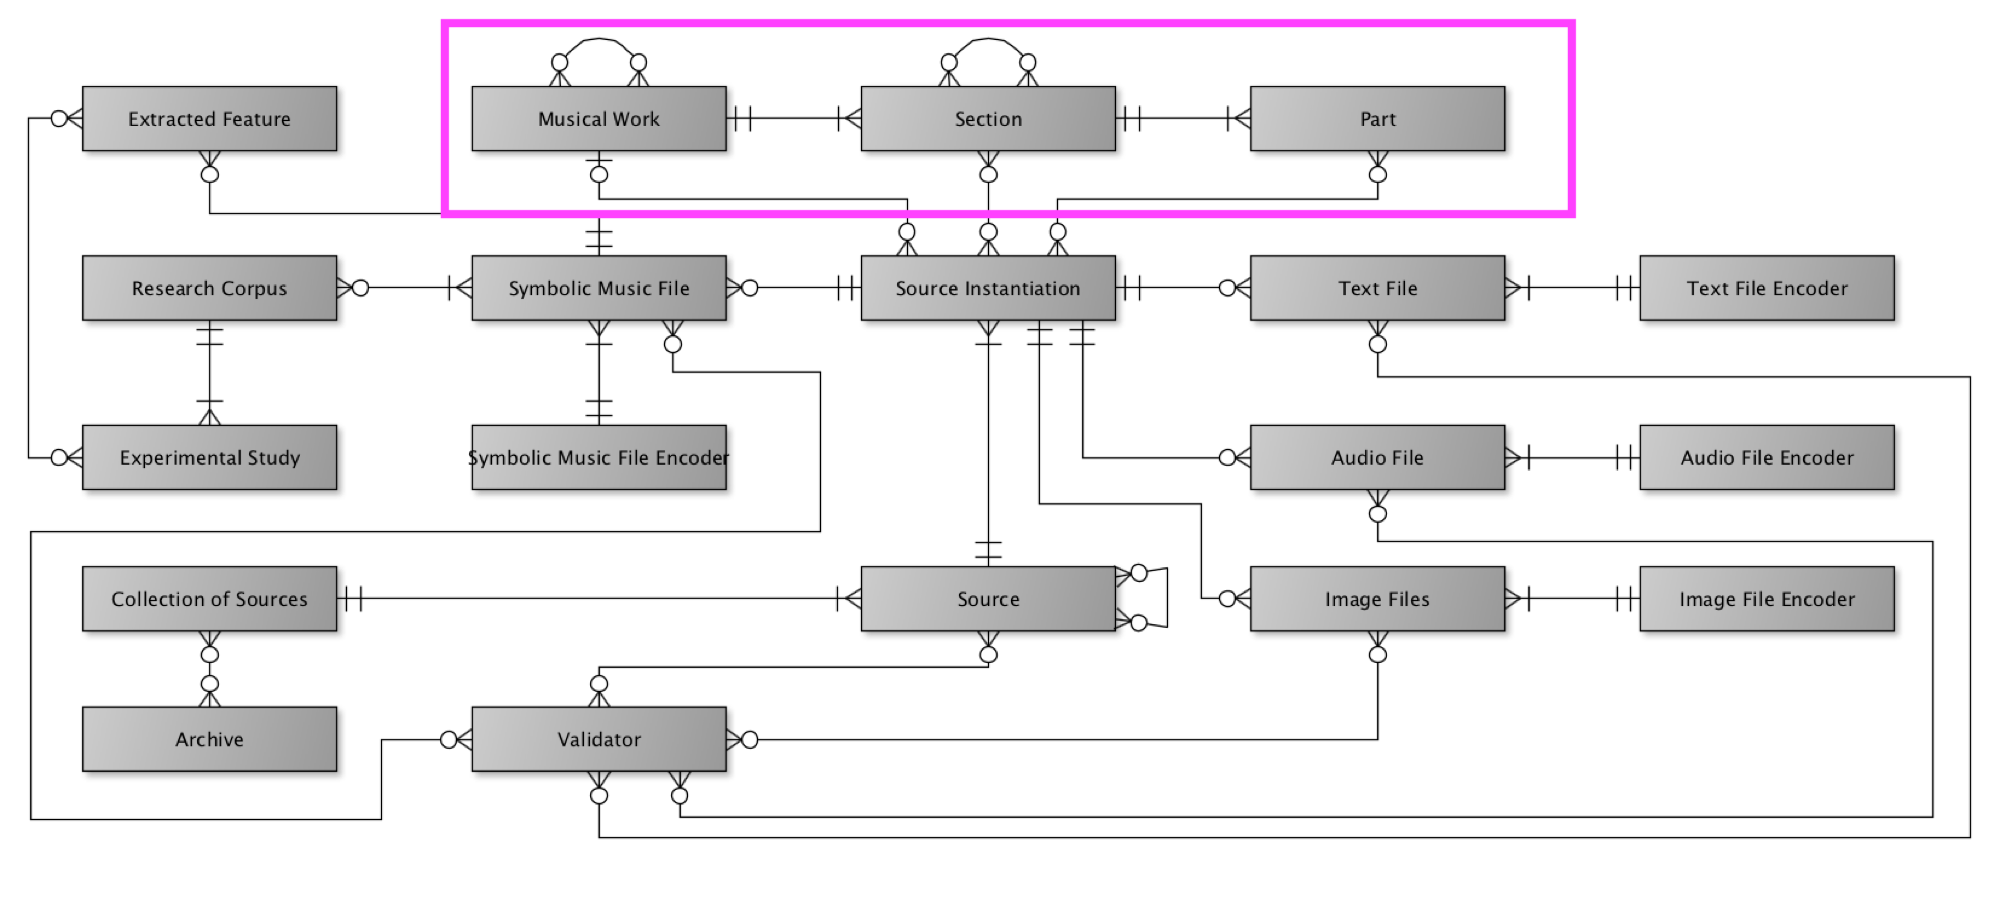 Extracted Feature
Musical Work
Section
Part
Research Corpus
Symbolic Music File
Source Instantiation
Text File
Text File Encoder
Experimental Study
Symbolic Music File Encoder
Audio File
Audio File Encoder
Collection of Sources
Source
Image Files
Image File Encoder
Archive
Validator